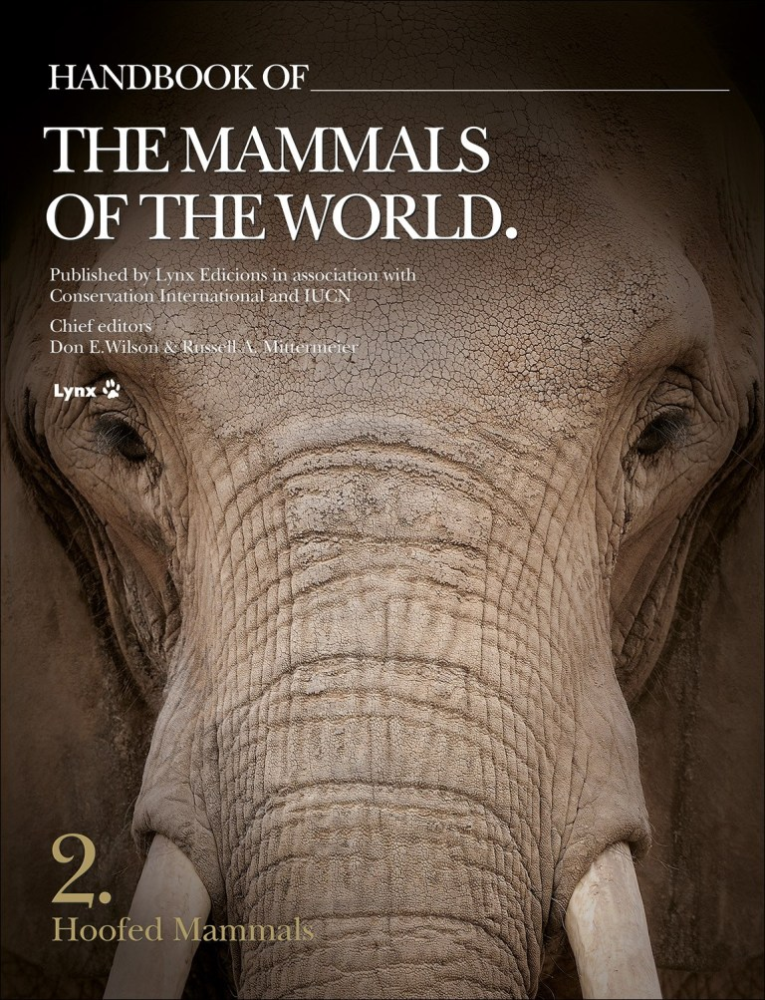 HANDBOOK OF
THE MAMMALS
OF THE WORLD.
Published by Lynx Edicions in association with
Conservation International and IUCN
Chief editors
Don E.Wilson & Russell A. Mittermeier
Lynx
2.
Hoofed Mammals